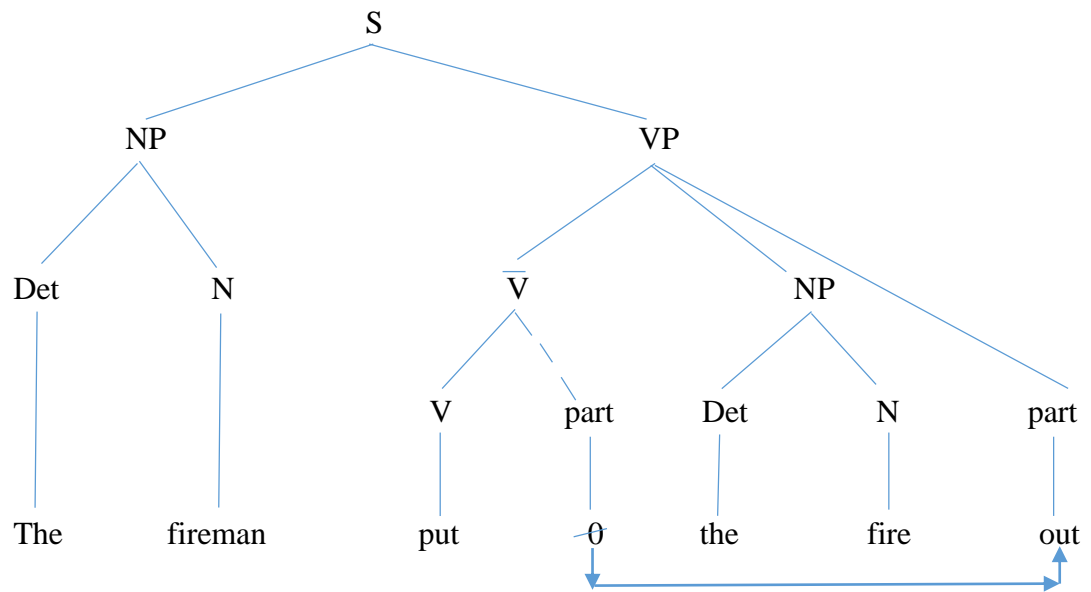 S
NP VP
Det N V̅ NP
V part Det N part
The fireman put 0̸ the fire out